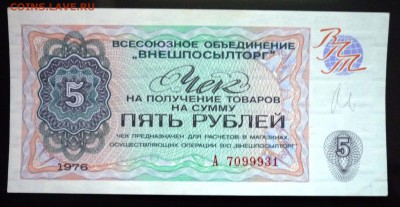 COINS.LAVE.RU
ВСЕСОЮЗНОЕ ОБЪЕДИНЕНИЕ
"ВНЕШПОСЫЛТОРГ"
ВПТ
Чек
НА ПОЛУЧЕНИЕ ТОВАРОВ
НА СУММУ
5
ПЯТЬ РУБЛЕЙ
ЧЕК ПРЕДНАЗНАЧЕН ДЛЯ РАСЧЕТОВ В МАГАЗИНАХ,
ОСУЩЕСТВЛЯЮЩИХ ОПЕРАЦИИ В/О „ВНЕШПОСЫЛТОРГ"
5
1976
А 7099931